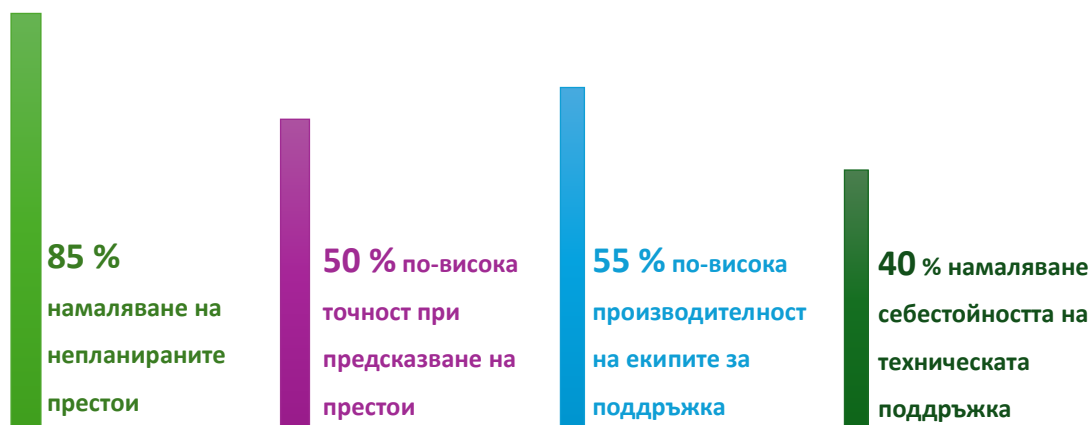 85 %
намаляване на
непланираните
престои
50 % по-висока
точност при
предсказване на
престои
55 % по-висока
производителност
на екипите за
поддръжка
40 % намаляване
себестойността на
техническата
поддръжка